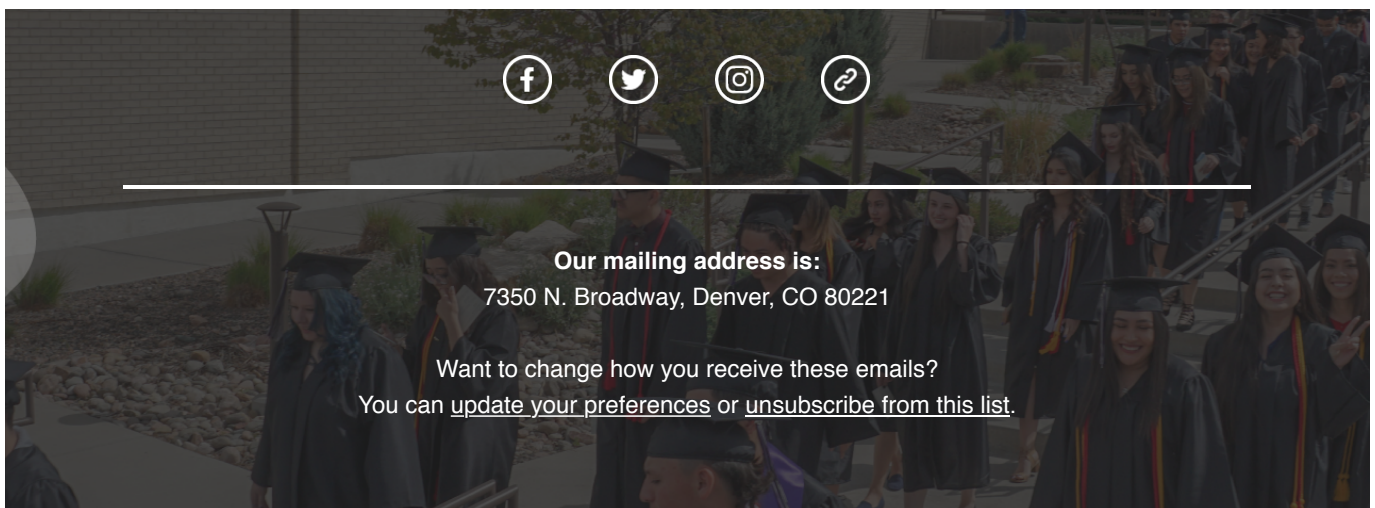 Our mailing address is:
7350 N. Broadway, Denver, CO 80221
Want to change how you receive these emails?
You can update your preferences or unsubscribe from this list.